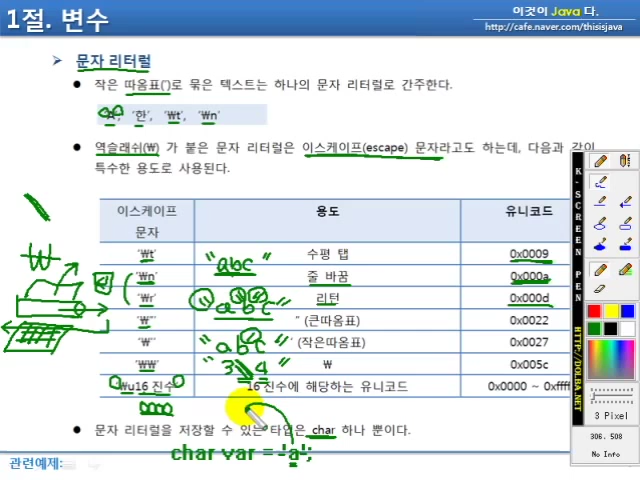 1절. 변수
이것이 Java 다.
http://cafe.naver.com/thisisjava
문자 리터럴
작은 따옴표(')로 묶은 텍스트는 하나의 문자 리터럴로 간주한다.
'한', '₩t', '₩n'
역슬래쉬(₩) 가 붙은 문자 리터럴은 이스케이프(escape) 문자라고도 하는데, 다음과 같이
특수한 용도로 사용된다.
이스케이프 문자 용도 유니코드
'₩t' "abc" 수평 탭 0x0009
'₩n' 줄 바꿈 0x000a
'₩r' "abc" 리턴 0x000d
'₩"' " (큰따옴표) 0x0022
'₩'' "abc" ' (작은따옴표) 0x0027
'₩₩' ₩ 0x005c
'₩u16 진수' 16 진수에 해당하는 유니코드 0x0000 ~ 0xffff
문자 리터럴을 저장할 수 있는 타입은 char 하나 뿐이다.
char var = 'a';
관련예제:
K-SCREEN PEN
HTTP://DOLBA.NET
3 Pixel
306, 508
No Info